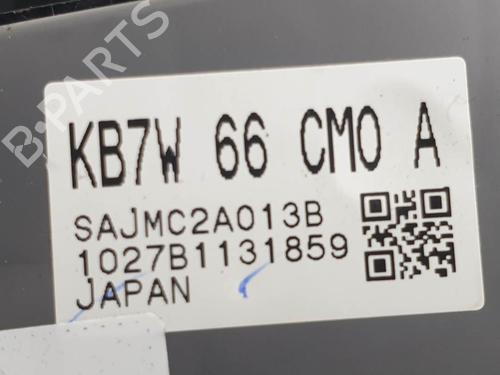 B-PARTS
KB7W 66 CM0 A
SAJMC2A013B
1027B1131859
JAPAN